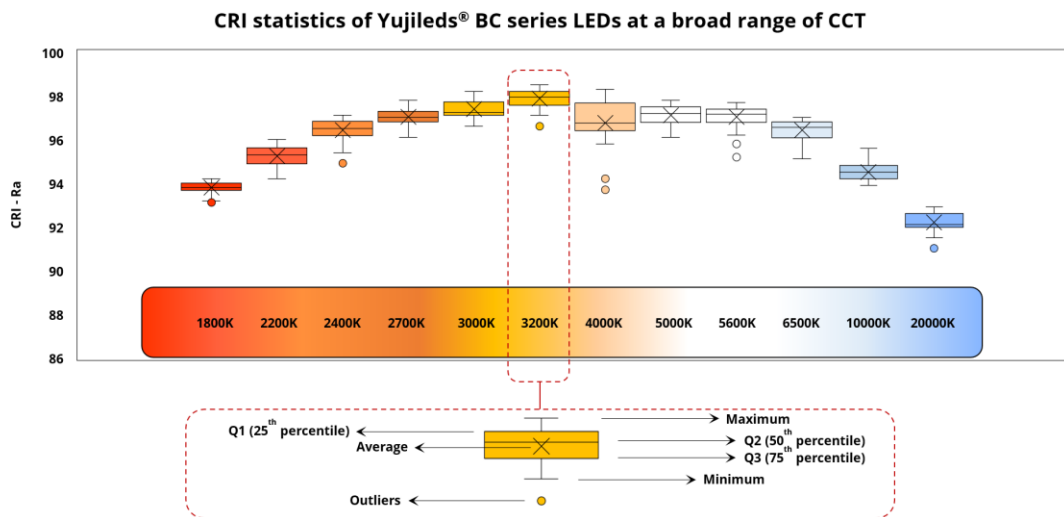 CRI statistics of Yujileds® BC series LEDs at a broad range of CCT
100
98
96
94
92
90
88
86
CRI - Ra
1800K 2200K 2400K 2700K 3000K 3200K 4000K 5000K 5600K 6500K 10000K 20000K
Maximum
Q1 (25th percentile)
Q2 (50th percentile)
Average
Q3 (75th percentile)
Minimum
Outliers